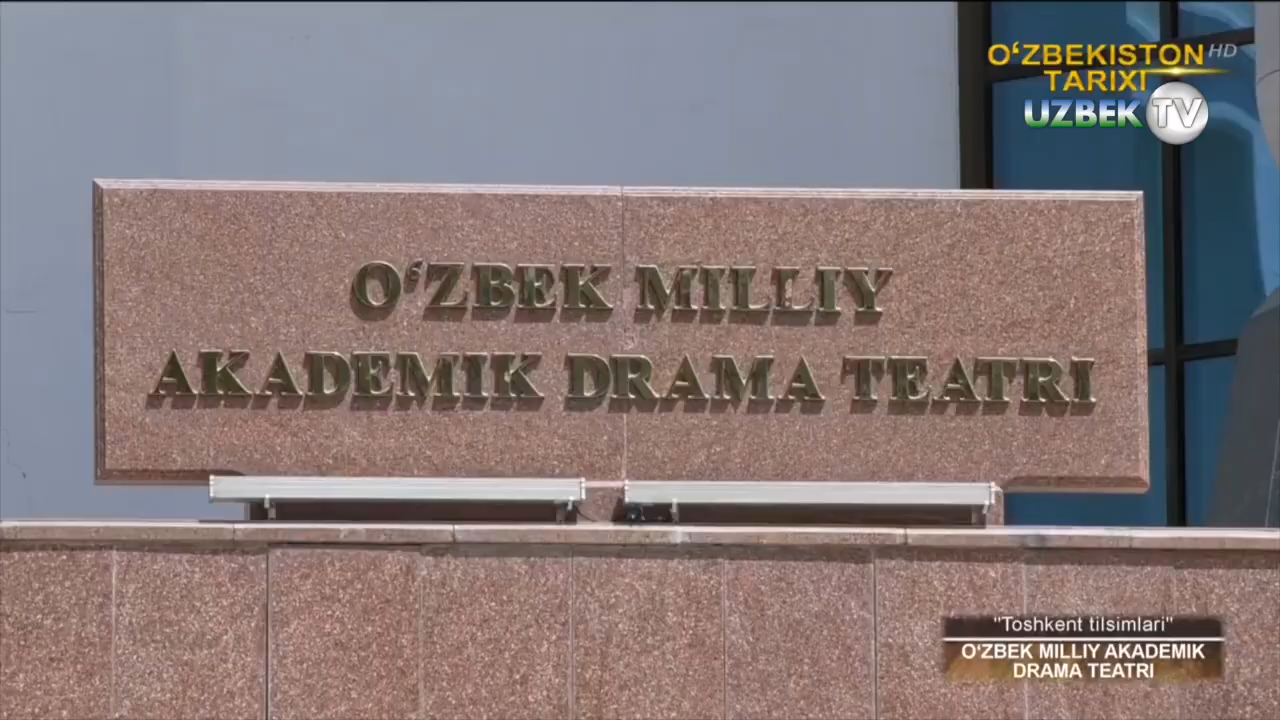 O‘ZBEKISTON HD
TARIXI
UZBEK TV
O‘ZBEK MILLIY
AKADEMIK DRAMA TEATRI
"Toshkent tilsimlari"
O‘ZBEK MILLIY AKADEMIK
DRAMA TEATRI